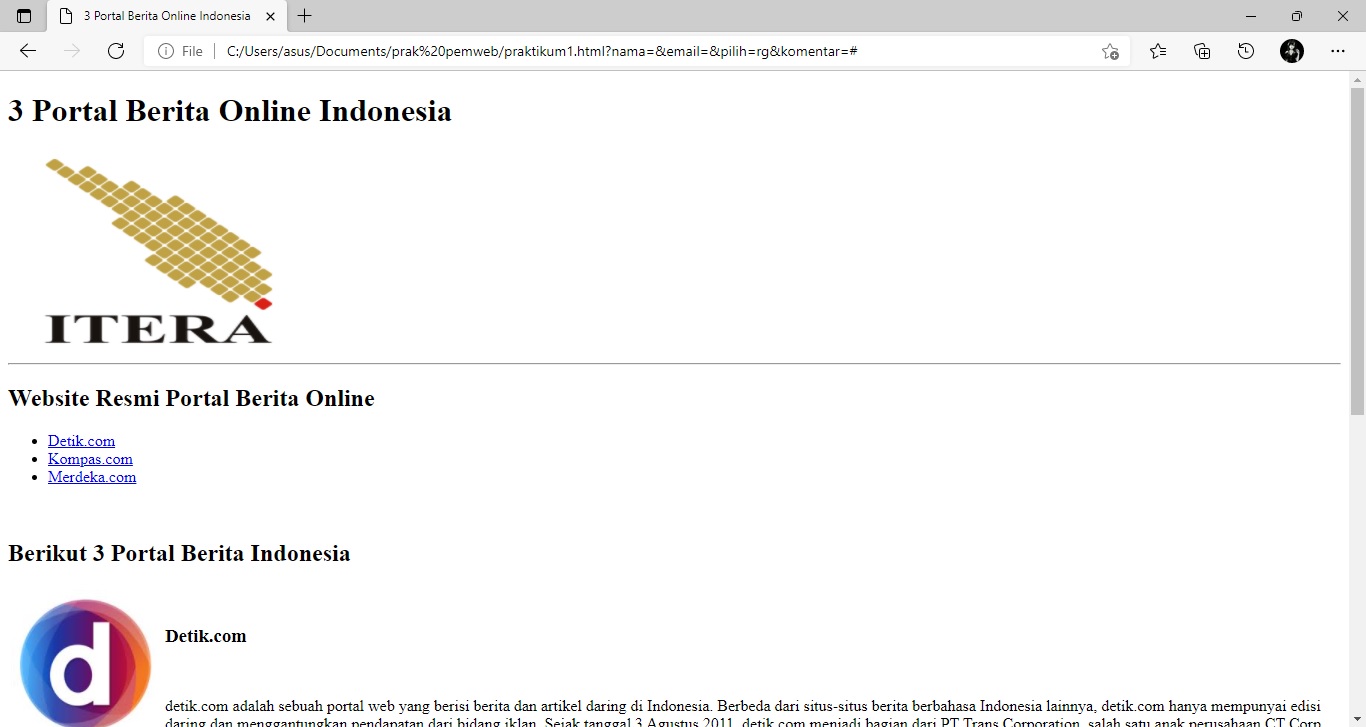 3 Portal Berita Online Indonesia
File
C:/Users/asus/Documents/prak%20pemweb/praktikum1.html?nama=&email=&pilih=rg&komentar=#
3 Portal Berita Online Indonesia
ITERA
Website Resmi Portal Berita Online
Detik.com
Kompas.com
Merdeka.com
Berikut 3 Portal Berita Indonesia
d
Detik.com
detik.com adalah sebuah portal web yang berisi berita dan artikel daring di Indonesia. Berbeda dari situs-situs berita berbahasa Indonesia lainnya, detik.com hanya mempunyai edisi
daring dan menggantungkan pendapatan dari bidang iklan. Sejak tanggal 3 Agustus 2011, detik.com menjadi bagian dari PT Trans Corporation, salah satu anak perusahaan CT Corp